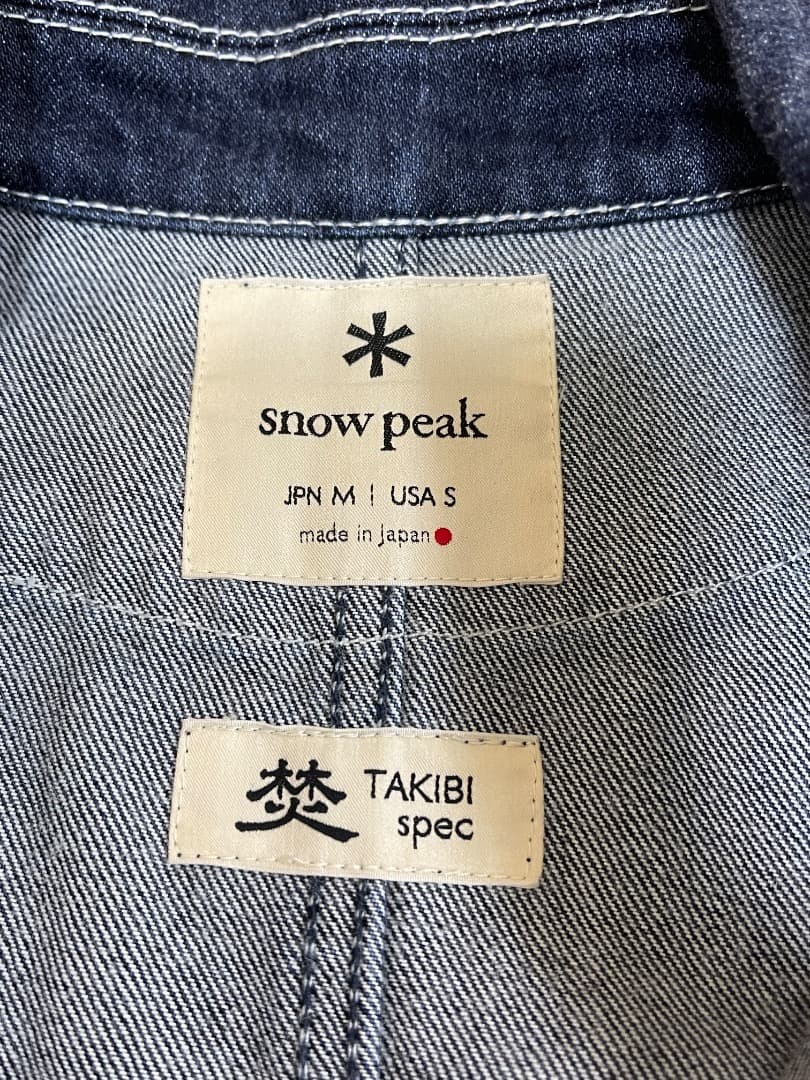 snow peak
JPN M | USA S
made in Japan
焚 TAKIBI
spec